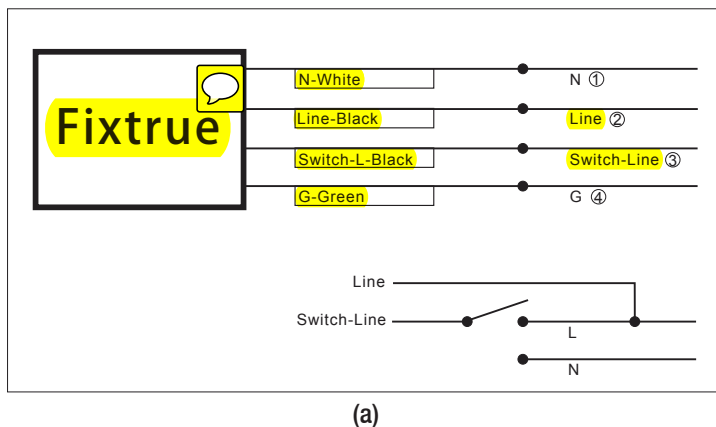 Fixtrue
N-White N ①
Line-Black Line ②
Switch-L-Black Switch-Line ③
G-Green G ④
Line
Switch-Line
L
N
(a)